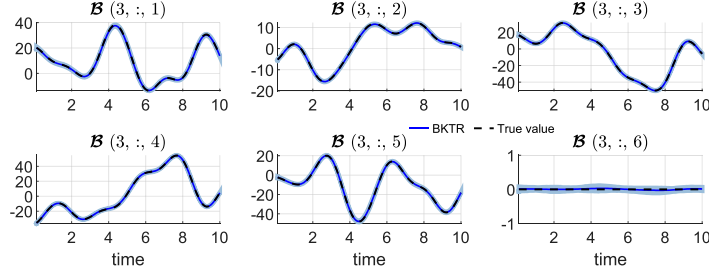 𝓑 (3, :, 1) 𝓑 (3, :, 2) 𝓑 (3, :, 3)
40 20 0
10 0 -10 -20
20 0 -20 -40
2 4 6 8 10 2 4 6 8 10 2 4 6 8 10
BKTR True value
𝓑 (3, :, 4) 𝓑 (3, :, 5) 𝓑 (3, :, 6)
40 20 0 -20
20 0 -20 -40
1 0 -1
2 4 6 8 10 2 4 6 8 10 2 4 6 8 10
time time time